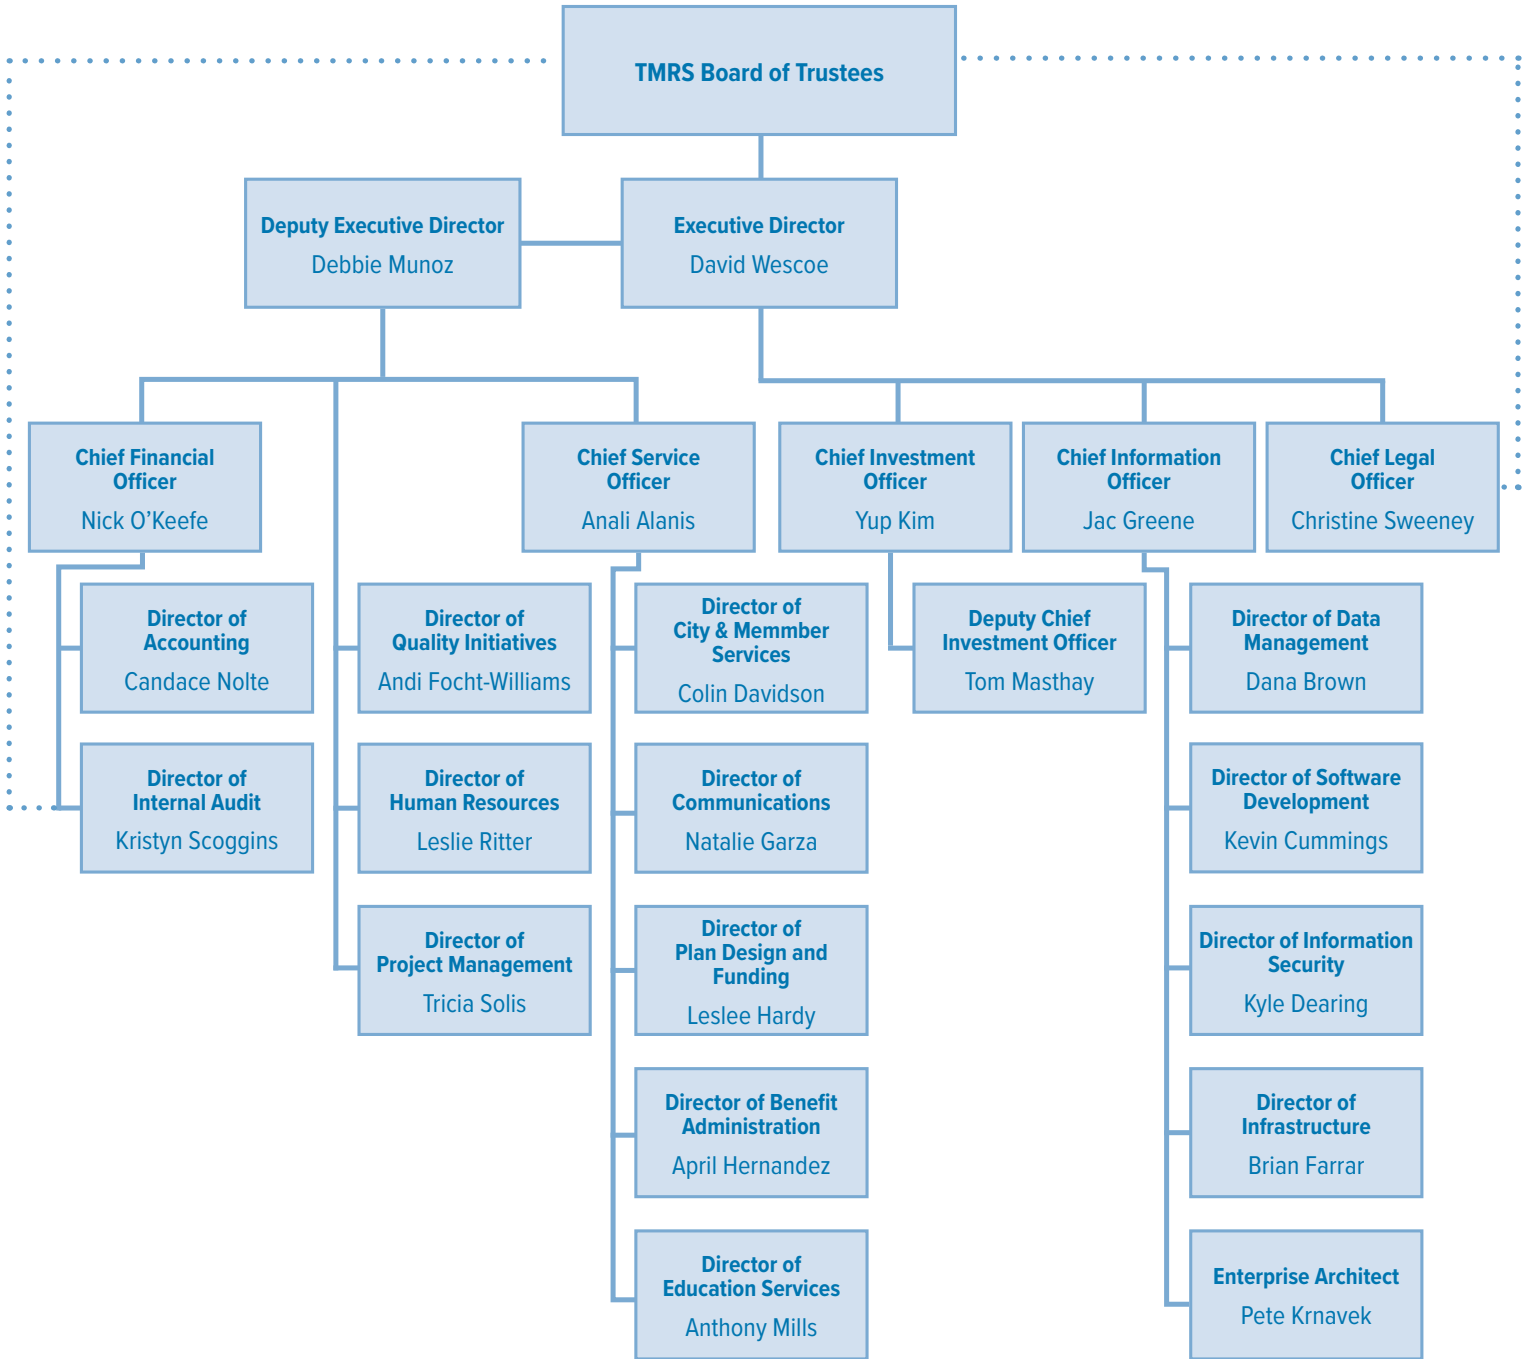 TMRS Board of Trustees
Deputy Executive Director
Debbie Munoz
Executive Director
David Wescoe
Chief Financial
Officer
Nick O’Keefe
Chief Service
Officer
Anali Alanis
Chief Investment
Officer
Yup Kim
Chief Information
Officer
Jac Greene
Chief Legal
Officer
Christine Sweeney
Director of
Accounting
Candace Nolte
Director of
Quality Initiatives
Andi Focht-Williams
Director of
City & Memmber
Services
Colin Davidson
Deputy Chief
Investment Officer
Tom Masthay
Director of Data
Management
Dana Brown
Director of
Internal Audit
Kristyn Scoggins
Director of
Human Resources
Leslie Ritter
Director of
Communications
Natalie Garza
Director of Software
Development
Kevin Cummings
Director of
Project Management
Tricia Solis
Director of
Plan Design and
Funding
Leslee Hardy
Director of Information
Security
Kyle Dearing
Director of Benefit
Administration
April Hernandez
Director of
Infrastructure
Brian Farrar
Director of
Education Services
Anthony Mills
Enterprise Architect
Pete Krnavek